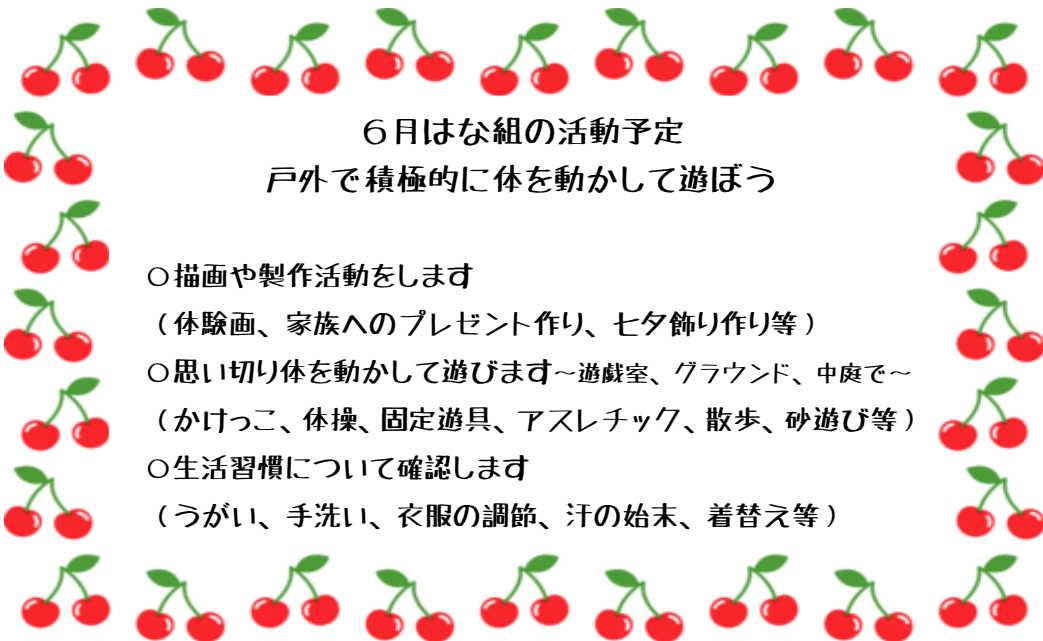 6月はな組の活動予定
戸外で積極的に体を動かして遊ぼう
○描画や製作活動をします
(体験画、家族へのプレゼント作り、七夕飾り作り等)
○思い切り体を動かして遊びます～遊戯室、グラウンド、中庭で～
(かけっこ、体操、固定遊具、アスレチック、散歩、砂遊び等)
○生活習慣について確認します
(うがい、手洗い、衣服の調節、汗の始末、着替え等)